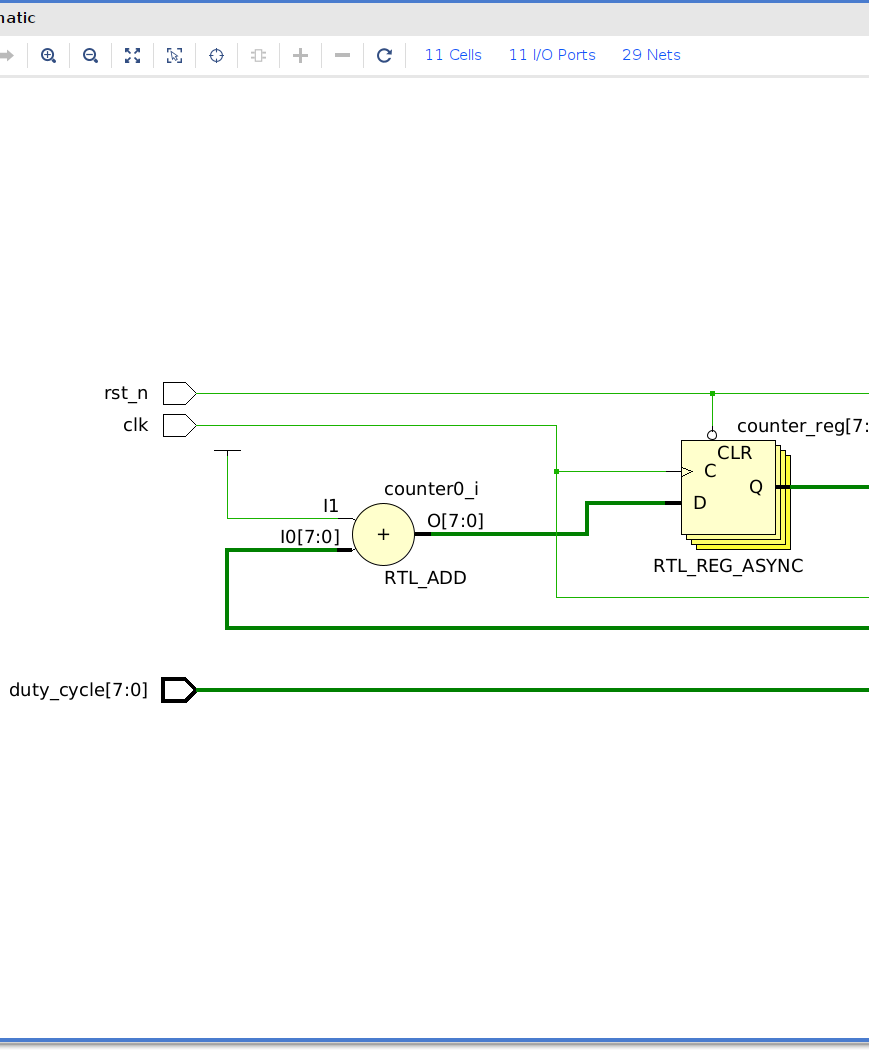 11 Cells 11 I/O Ports 29 Nets
rst_n
clk
counter_reg[7:
CLR
C
Q
D
RTL_REG_ASYNC
counter0_i
I1
O[7:0]
I0[7:0]
+
RTL_ADD
duty_cycle[7:0]